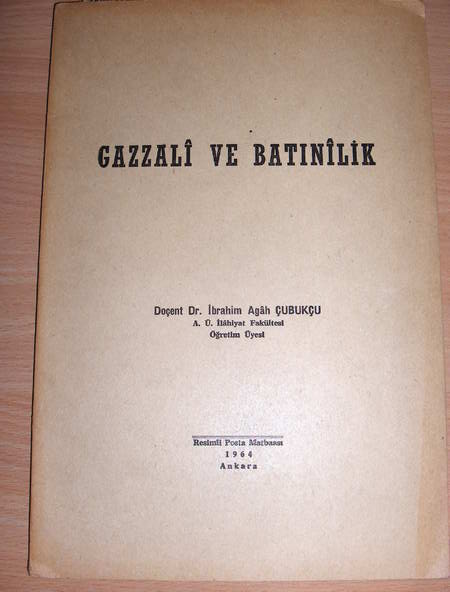 GAZZALÎ VE BATINÎLİK
Doçent Dr. İbrahim Agâh ÇUBUKÇU
A. Ü. İlâhiyat Fakültesi
Öğretim Üyesi
Resimli Posta Matbaası
1964
Ankara